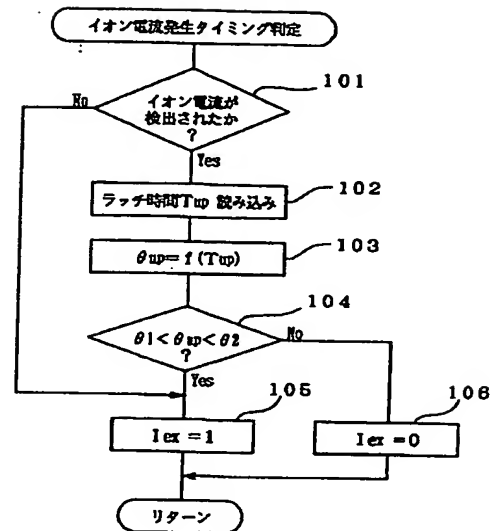 イオン電流発生タイミング判定
101
No
イオン電流が
検出されたか
?
Yes
102
ラッチ時間Tup 読み込み
103
θup=f(Tup)
104
θ1<θup<θ2
?
No
Yes
105
Iex=1
106
Iex=0
リターン